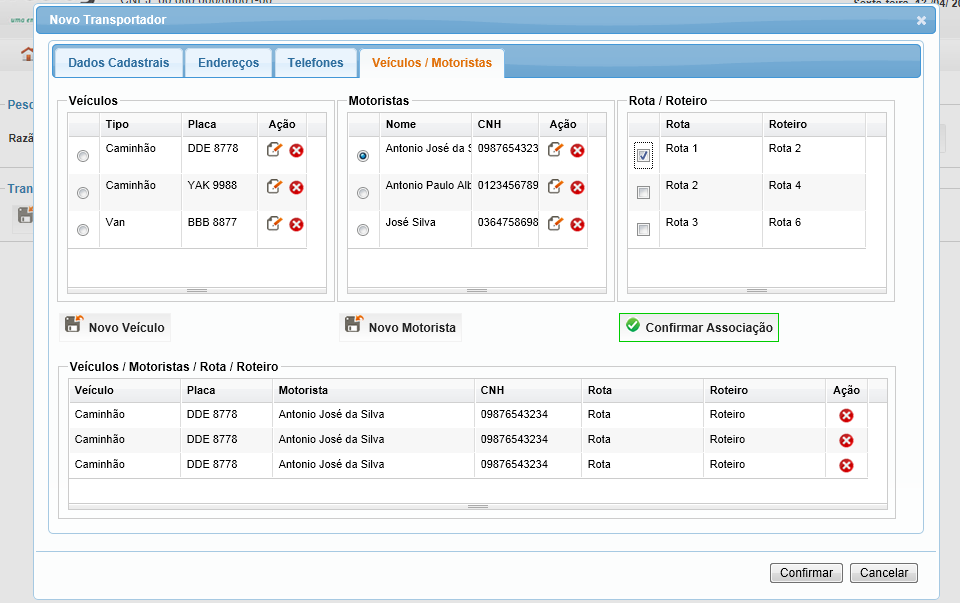 Novo Transportador
Dados Cadastrais Endereços Telefones Veículos / Motoristas
Pesq
Razã
Tran
Veículos
Tipo Placa Ação
Caminhão DDE 8778
Caminhão YAK 9988
Van BBB 8877
Novo Veículo
Motoristas
Nome CNH Ação
Antonio José da S 0987654323
Antonio Paulo Alb 0123456789
José Silva 0364758698
Novo Motorista
Rota / Roteiro
Rota Roteiro
Rota 1 Rota 2
Rota 2 Rota 4
Rota 3 Rota 6
Confirmar Associação
Veículos / Motoristas / Rota / Roteiro
Veículo Placa Motorista CNH Rota Roteiro Ação
Caminhão DDE 8778 Antonio José da Silva 09876543234 Rota Roteiro
Caminhão DDE 8778 Antonio José da Silva 09876543234 Rota Roteiro
Caminhão DDE 8778 Antonio José da Silva 09876543234 Rota Roteiro
Confirmar Cancelar